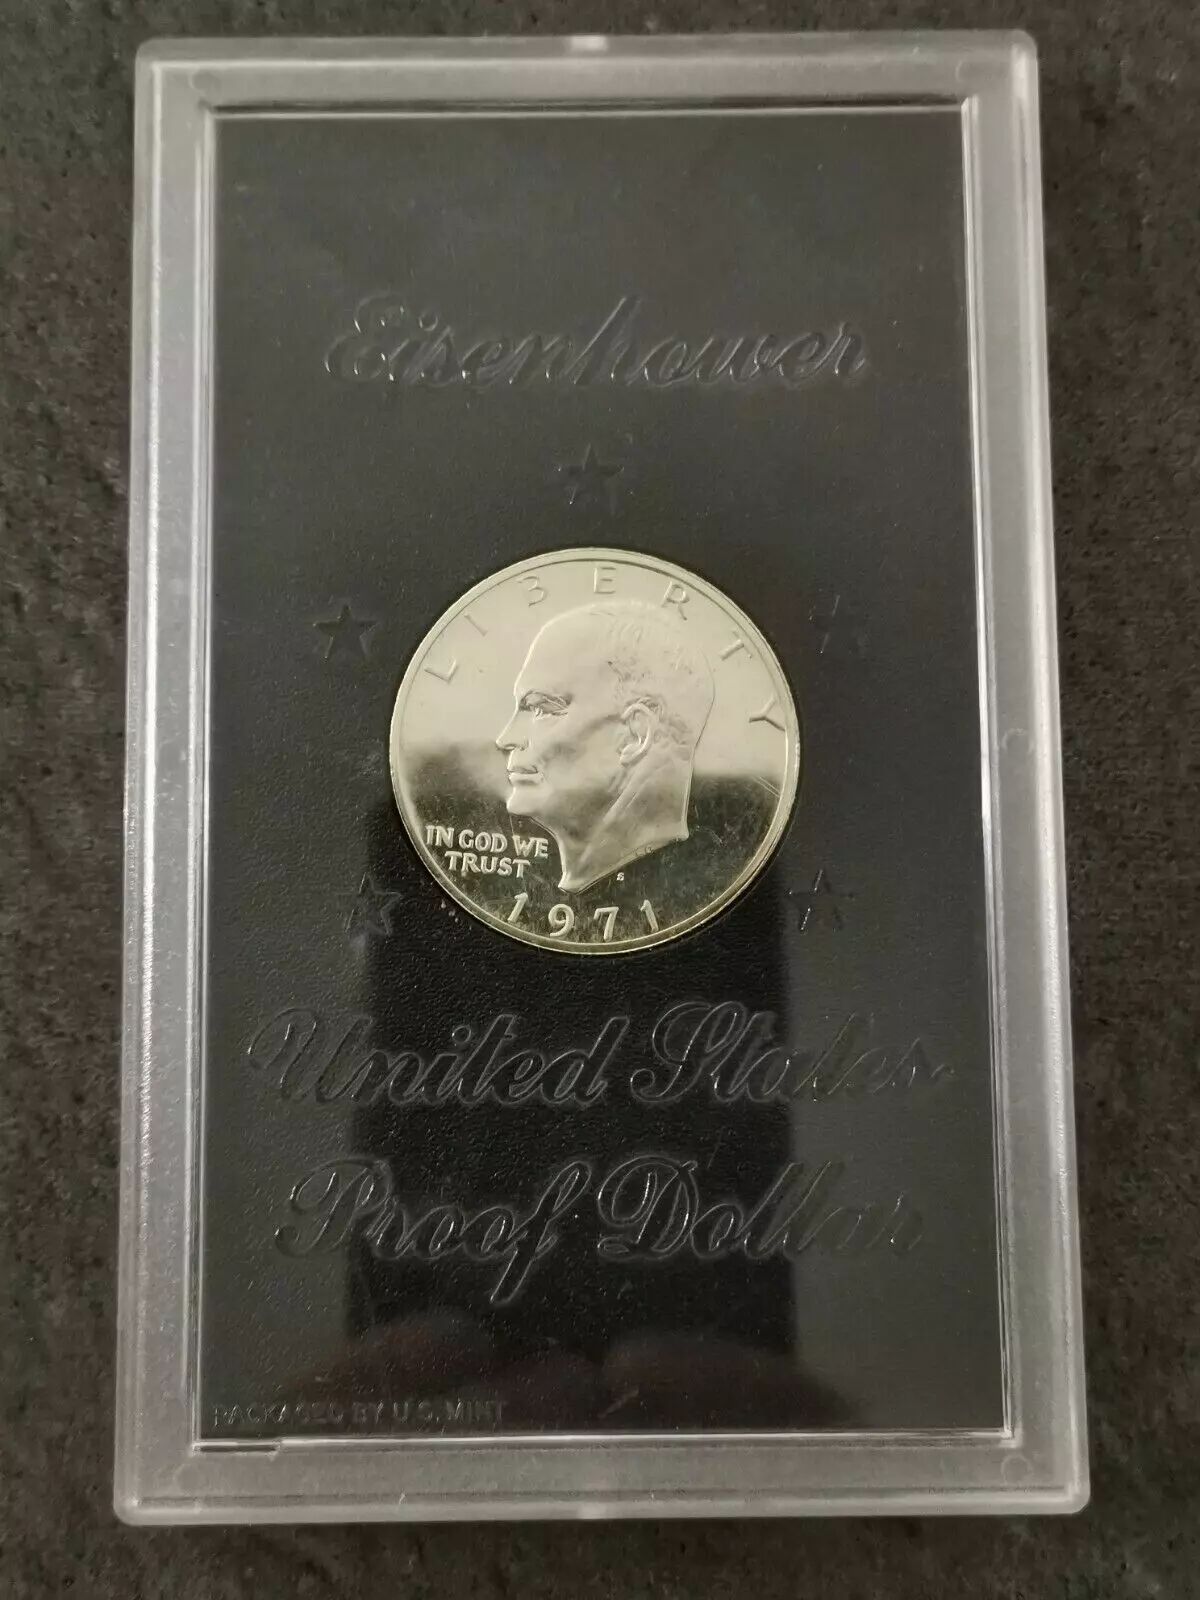 Eisenhower
LIBERTY
IN GOD WE
TRUST
S
1971
United States
Proof Dollar
PACKAGED BY U.S. MINT